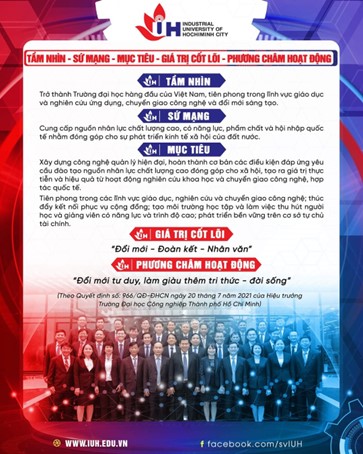 IUH
INDUSTRIAL
UNIVERSITY OF
HOCHIMINH CITY
TẦM NHÌN - SỨ MẠNG - MỤC TIÊU - GIÁ TRỊ CỐT LÕI - PHƯƠNG CHÂM HOẠT ĐỘNG
IUH TẦM NHÌN
Trở thành Trường đại học hàng đầu của Việt Nam, tiên phong trong lĩnh vực giáo dục
và nghiên cứu ứng dụng, chuyển giao công nghệ và đổi mới sáng tạo.
IUH SỨ MẠNG
Cung cấp nguồn nhân lực chất lượng cao, có năng lực, phẩm chất và hội nhập quốc
tế nhằm đóng góp cho sự phát triển kinh tế xã hội của đất nước.
IUH MỤC TIÊU
Xây dựng công nghệ quản lý hiện đại, hoàn thành cơ bản các điều kiện đáp ứng yêu
cầu đào tạo nguồn nhân lực chất lượng cao đóng góp cho xã hội, tạo ra giá trị thực
tiễn và hiệu quả từ hoạt động nghiên cứu khoa học và chuyển giao công nghệ, hợp
tác quốc tế.
Tiên phong trong các lĩnh vực giáo dục, nghiên cứu và chuyển giao công nghệ; thúc
đẩy kết nối phục vụ cộng đồng; tạo môi trường học tập và làm việc thu hút người
học và giảng viên có năng lực và trình độ cao; phát triển bền vững trên cơ sở tự chủ
tài chính.
IUH GIÁ TRỊ CỐT LÕI
"Đổi mới - Đoàn kết - Nhân văn"
IUH PHƯƠNG CHÂM HOẠT ĐỘNG
"Đổi mới tư duy, làm giàu thêm tri thức - đời sống"
(Theo Quyết định số: 966/QĐ-ĐHCN ngày 20 tháng 7 năm 2021 của Hiệu trưởng
Trường Đại học Công nghiệp Thành phố Hồ Chí Minh)
WWW.IUH.EDU.VN
facebook.com/svIUH